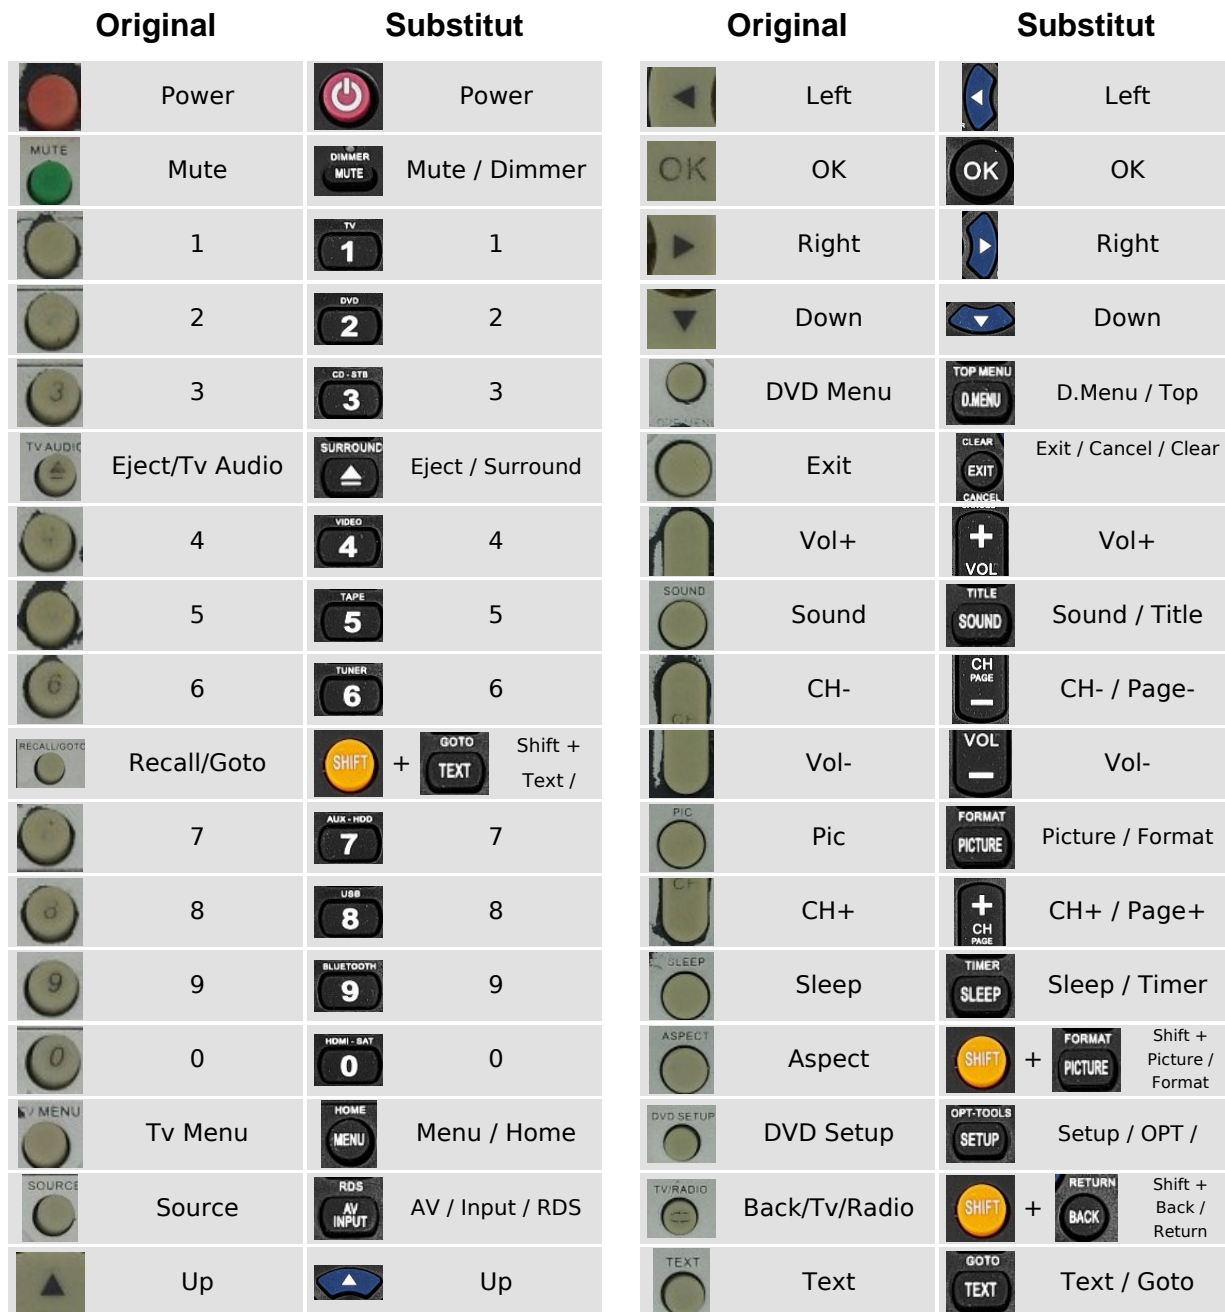 Original Substitut Original Substitut
Power Power Left Left
MUTE Mute DIMMER MUTE Mute / Dimmer OK OK OK OK
1 TV 1 1 Right Right
2 DVD 2 2 Down Down
3 3 CD - STB 3 3 DVD Menu TOP MENU D.MENU D.Menu / Top
TV AUDIO Eject/Tv Audio SURROUND Eject / Surround Exit CLEAR EXIT CANCEL Exit / Cancel / Clear
4 VIDEO 4 4 Vol+ + VOL Vol+
5 TAPE 5 5 SOUND Sound TITLE SOUND Sound / Title
6 6 TUNER 6 6 CH CH- CH PAGE – CH- / Page-
RECALL/GOTO Recall/Goto SHIFT + GOTO TEXT Shift + Text / Vol- VOL – Vol-
7 AUX - HDD 7 7 PIC Pic FORMAT PICTURE Picture / Format
8 8 USB 8 8 CH CH+ + CH PAGE CH+ / Page+
9 9 BLUETOOTH 9 9 SLEEP Sleep TIMER SLEEP Sleep / Timer
0 0 HDMI - SAT 0 0 ASPECT Aspect SHIFT + FORMAT PICTURE Shift + Picture / Format
MENU Tv Menu HOME MENU Menu / Home DVD SETUP DVD Setup OPT-TOOLS SETUP Setup / OPT /
SOURCE Source RDS AV INPUT AV / Input / RDS TV/RADIO Back/Tv/Radio SHIFT + RETURN BACK Shift + Back / Return
Up Up TEXT Text GOTO TEXT Text / Goto